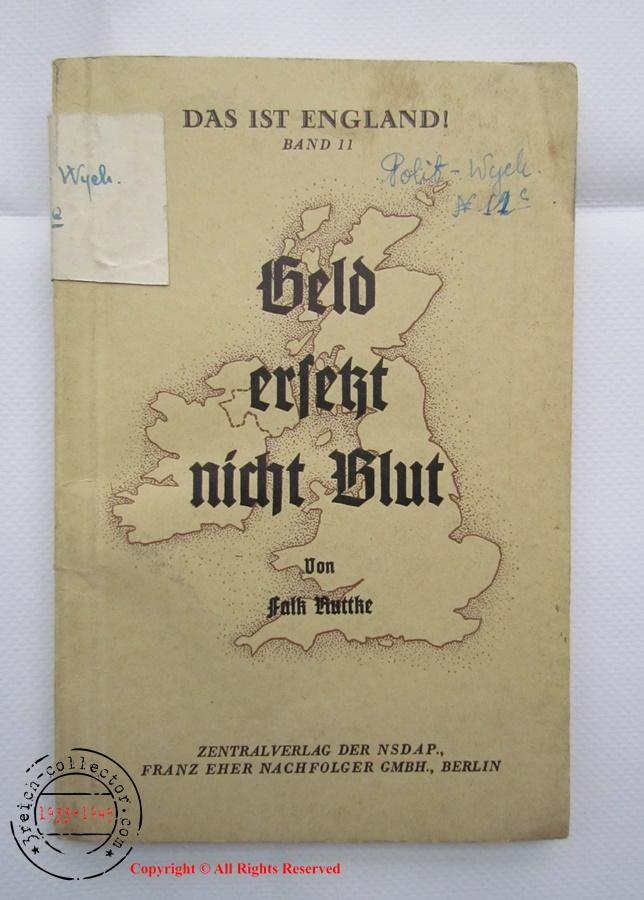 DAS IST ENGLAND!
BAND 11
Wych.
Polit - Wych.
Geld
ersetzt
nicht Blut
Von
Falk Ruttke
ZENTRALVERLAG DER NSDAP.,
FRANZ EHER NACHFOLGER GMBH., BERLIN
3reich-collector.com
1933-1945
Copyright © All Rights Reserved